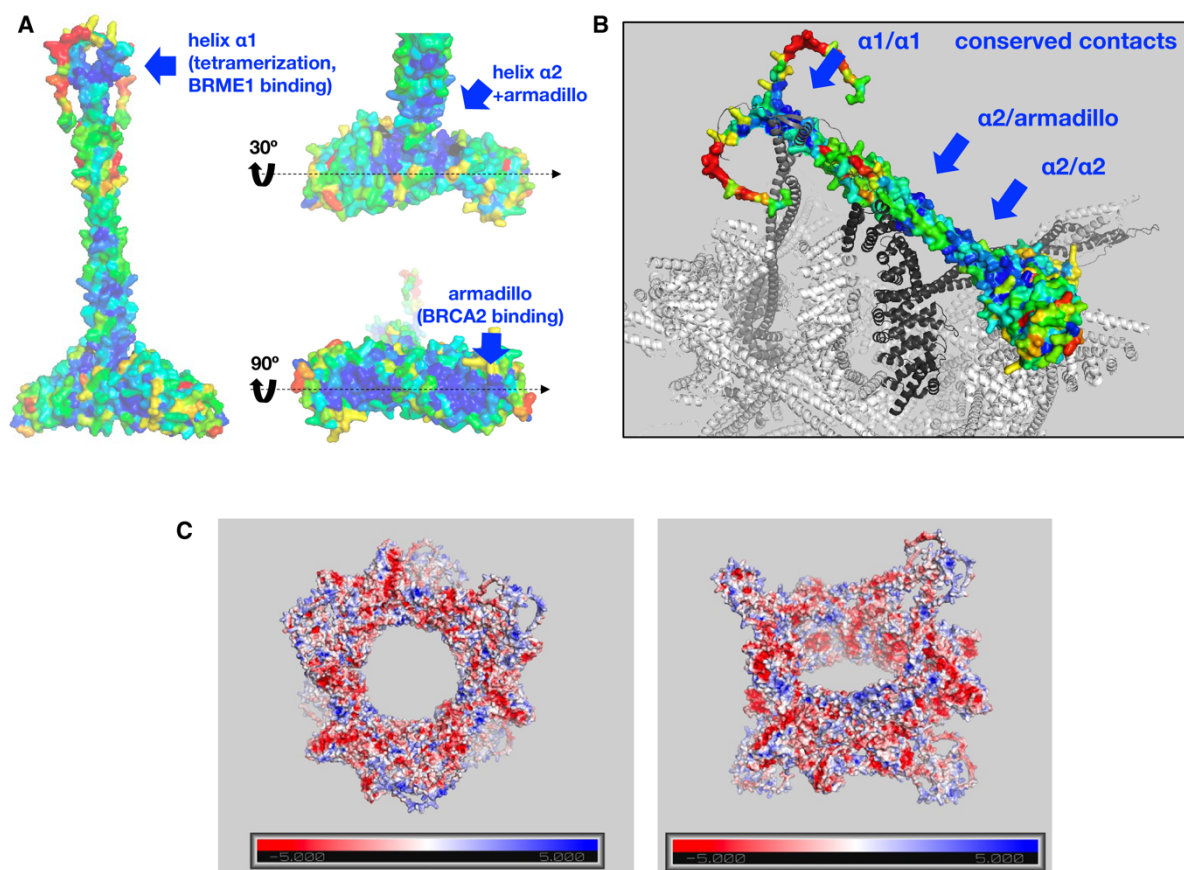 A
helix α1
(tetramerization,
BRME1 binding)
helix α2
+armadillo
30º
armadillo
(BRCA2 binding)
90º
B
α1/α1 conserved contacts
α2/armadillo
α2/α2
C
-5.000 5.000
-5.000 5.000